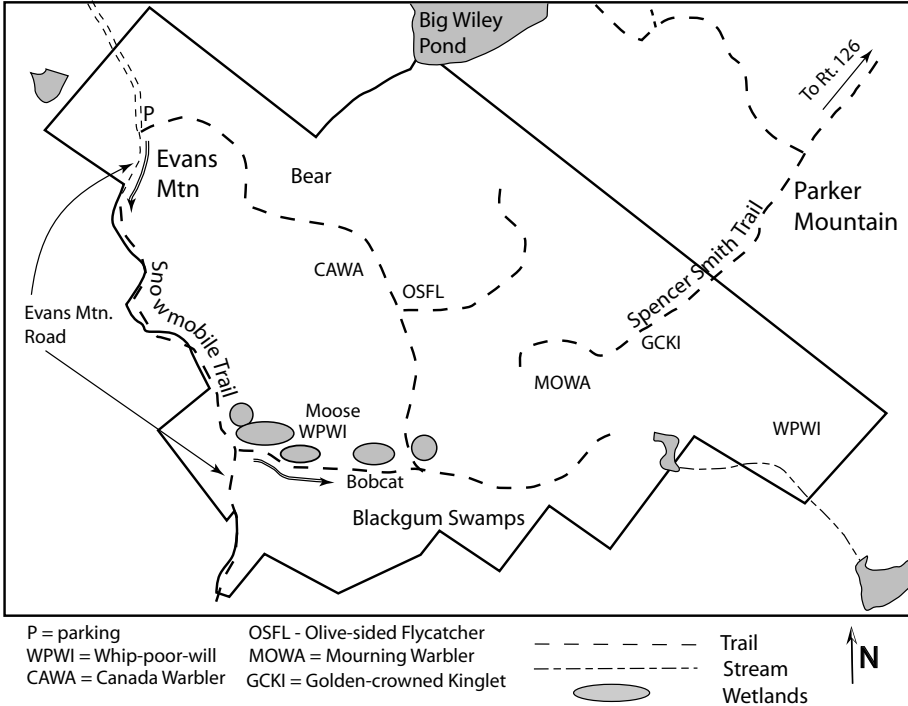 Big Wiley
Pond
To Rt. 126
P
Evans
Mtn
Bear
Parker
Mountain
Spencer Smith Trail
CAWA
OSFL
Snowmobile Trail
Evans Mtn.
Road
GCKI
MOWA
Moose
WPWI
WPWI
Bobcat
Blackgum Swamps
P = parking
WPWI = Whip-poor-will
CAWA = Canada Warbler
OSFL - Olive-sided Flycatcher
MOWA = Mourning Warbler
GCKI = Golden-crowned Kinglet
Trail
Stream
Wetlands
N